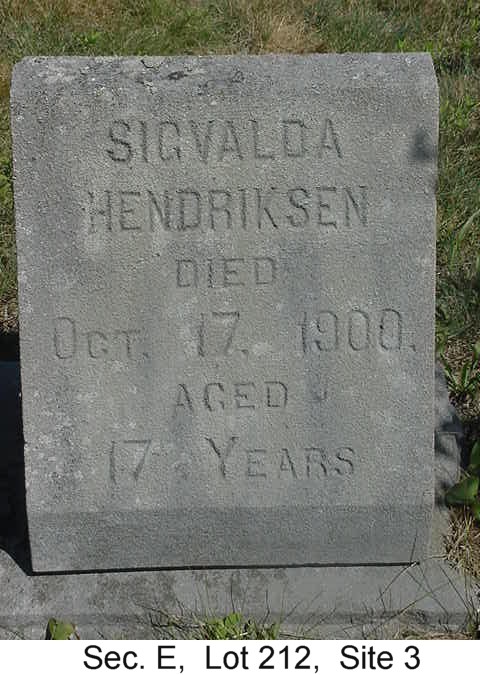 SIGVALDA
HENDRIKSEN
DIED
OCT. 17, 1900.
AGED
17 YEARS
Sec. E, Lot 212, Site 3